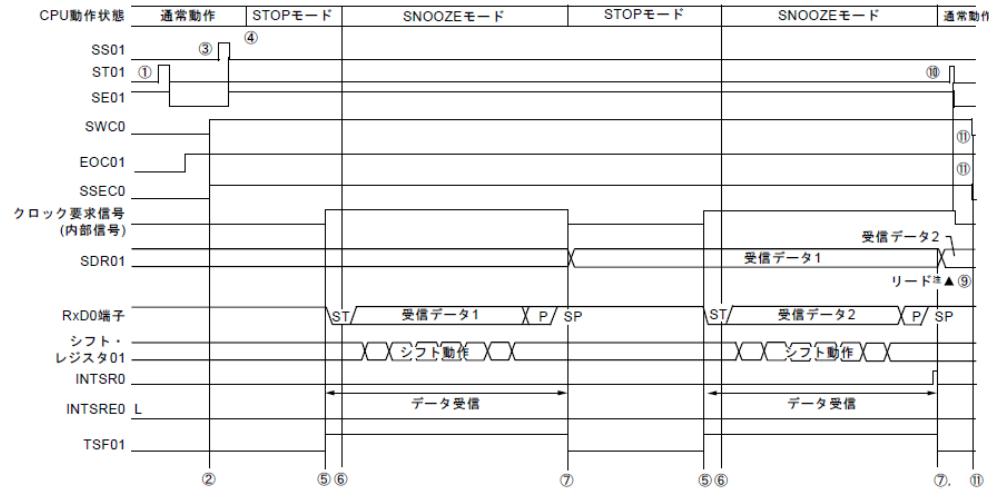 CPU動作状態 通常動作 STOPモード SNOOZEモード STOPモード SNOOZEモード 通常動作
SS01 ③ ④
ST01 ① ⑩
SE01
SWC0 ⑪
EOC01 ⑪
SSEC0
クロック要求信号
(内部信号)
受信データ2
SDR01 受信データ1
リード注▲⑨
RxD0端子 ST 受信データ1 P SP ST 受信データ2 P SP
シフト・
レジスタ01 シフト動作 シフト動作
INTSR0
データ受信 データ受信
INTSRE0 L
TSF01
② ⑤⑥ ⑦ ⑤⑥ ⑦. ⑪